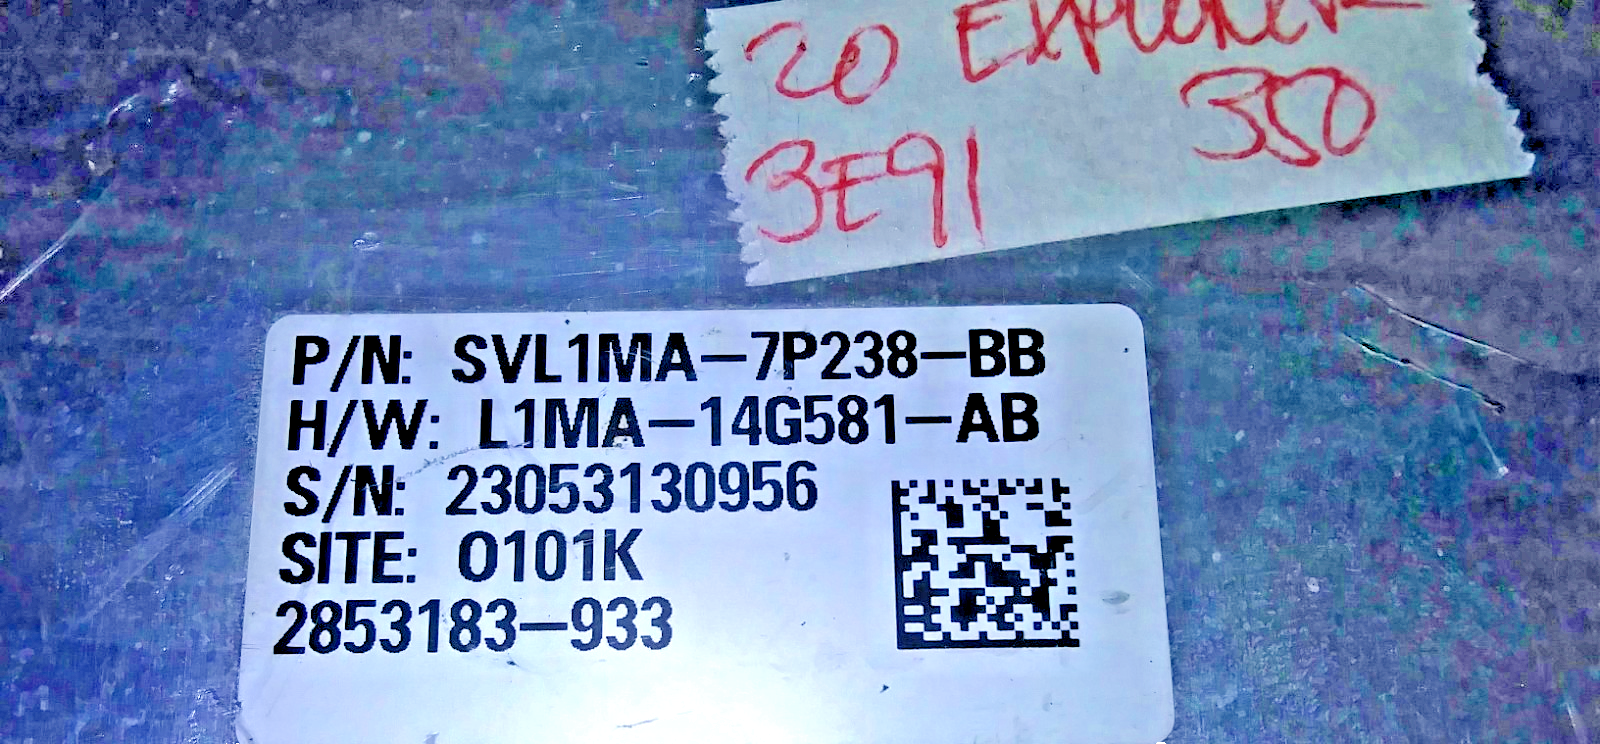 20 EXPLORER
3E91 350
P/N: SVL1MA-7P238-BB
H/W: L1MA-14G581-AB
S/N: 23053130956
SITE: O101K
2853183-933